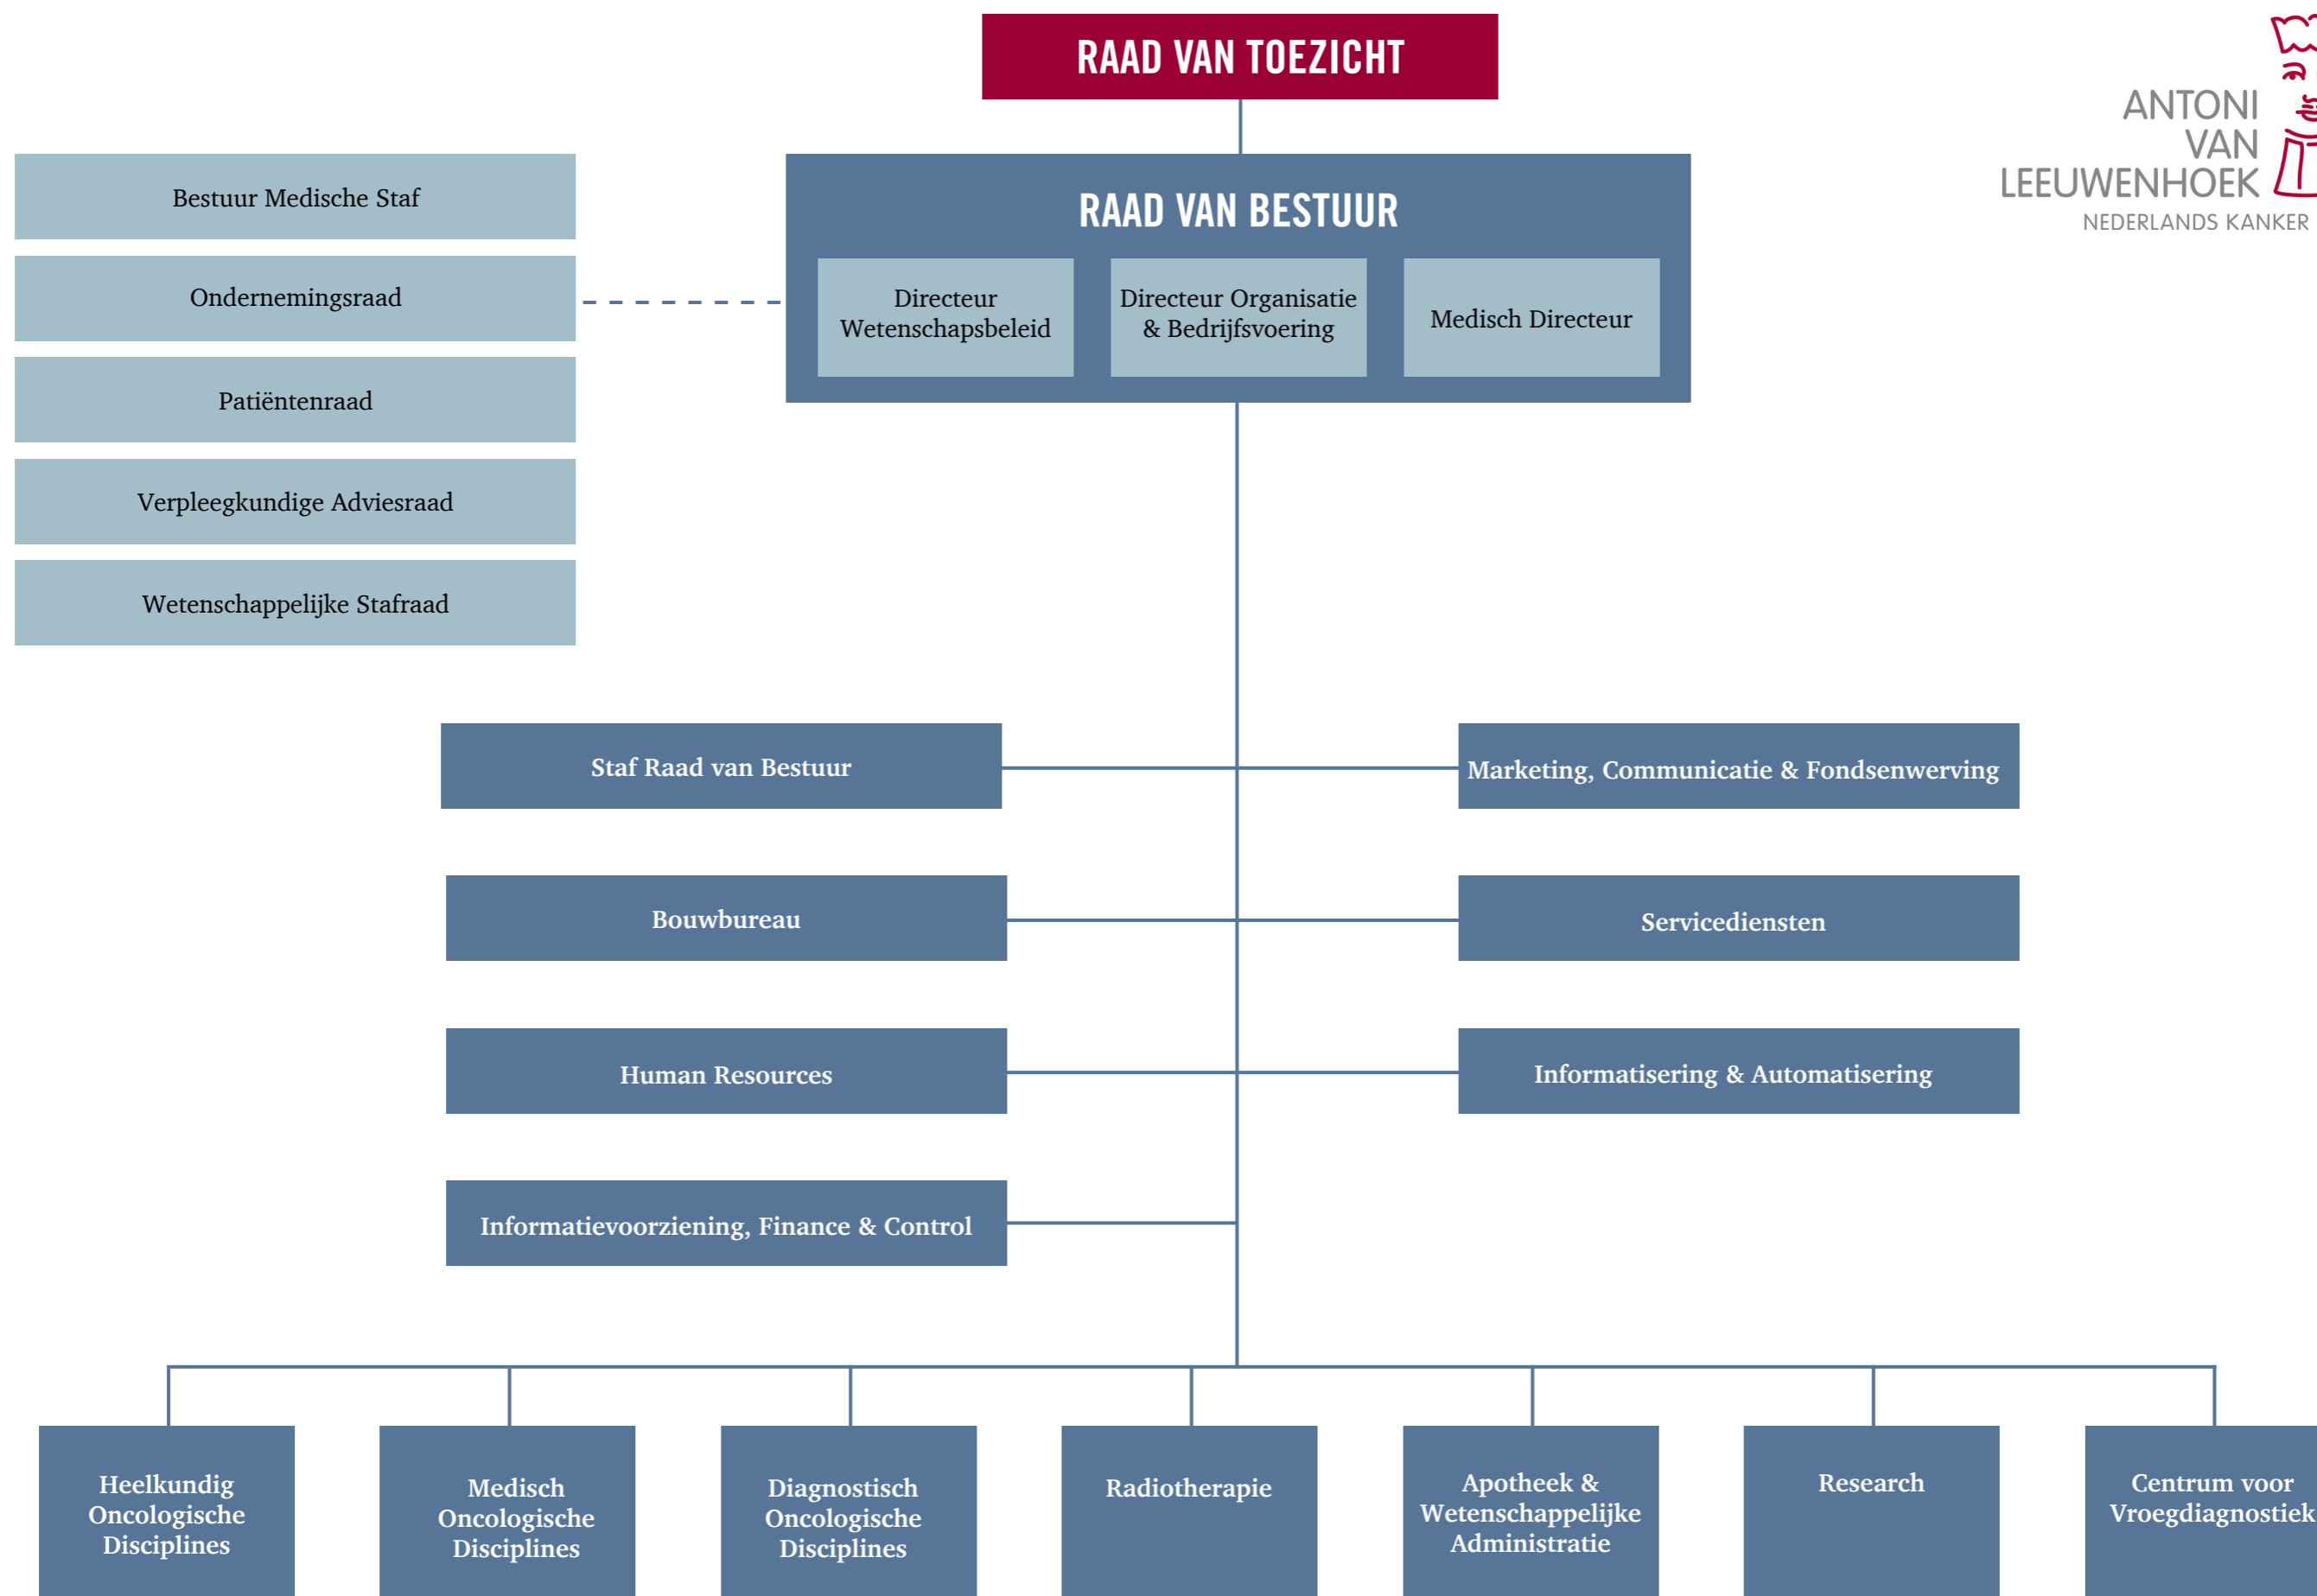 RAAD VAN TOEZICHT
ANTONI
VAN
LEEUWENHOEK
NEDERLANDS KANKER
Bestuur Medische Staf
Ondernemingsraad
Patiëntenraad
Verpleegkundige Adviesraad
Wetenschappelijke Stafraad
RAAD VAN BESTUUR
Directeur
Wetenschapsbeleid
Directeur Organisatie
& Bedrijfsvoering
Medisch Directeur
Staf Raad van Bestuur
Marketing, Communicatie & Fondsenwerving
Bouwbureau
Servicediensten
Human Resources
Informatisering & Automatisering
Informatievoorziening, Finance & Control
Heelkundig
Oncologische
Disciplines
Medisch
Oncologische
Disciplines
Diagnostisch
Oncologische
Disciplines
Radiotherapie
Apotheek &
Wetenschappelijke
Administratie
Research
Centrum voor
Vroegdiagnostiek